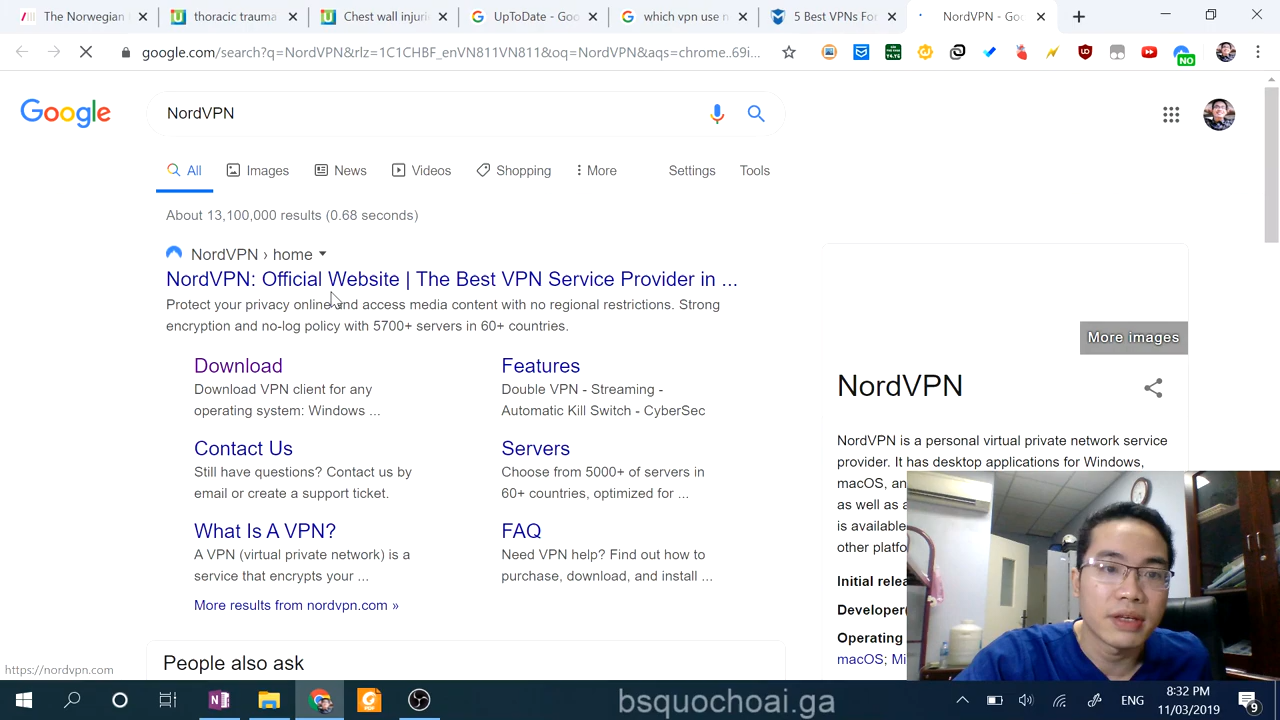 The Norwegian
thoracic trauma
Chest wall injuri
UpToDate - Goo
which vpn use n
5 Best VPNs For
NordVPN - Goo
google.com/search?q=NordVPN&rlz=1C1CHBF_enVN811VN811&oq=NordVPN&aqs=chrome..69i...
NO
Google
NordVPN
All
Images
News
Videos
Shopping
More
Settings
Tools
About 13,100,000 results (0.68 seconds)
NordVPN › home
NordVPN: Official Website | The Best VPN Service Provider in ...
Protect your privacy online and access media content with no regional restrictions. Strong
encryption and no-log policy with 5700+ servers in 60+ countries.
Download
Download VPN client for any
operating system: Windows ...
Features
Double VPN - Streaming -
Automatic Kill Switch - CyberSec
Contact Us
Still have questions? Contact us by
email or create a support ticket.
Servers
Choose from 5000+ of servers in
60+ countries, optimized for ...
What Is A VPN?
A VPN (virtual private network) is a
service that encrypts your ...
FAQ
Need VPN help? Find out how to
purchase, download, and install ...
More results from nordvpn.com »
People also ask
More images
NordVPN
NordVPN is a personal virtual private network service
provider. It has desktop applications for Windows,
macOS, an
as well as a
is available
other platfo
Initial relea
Developer(
Operating
macOS; Mi
https://nordvpn.com
bsquochoai.ga
ENG
8:32 PM
11/03/2019
9